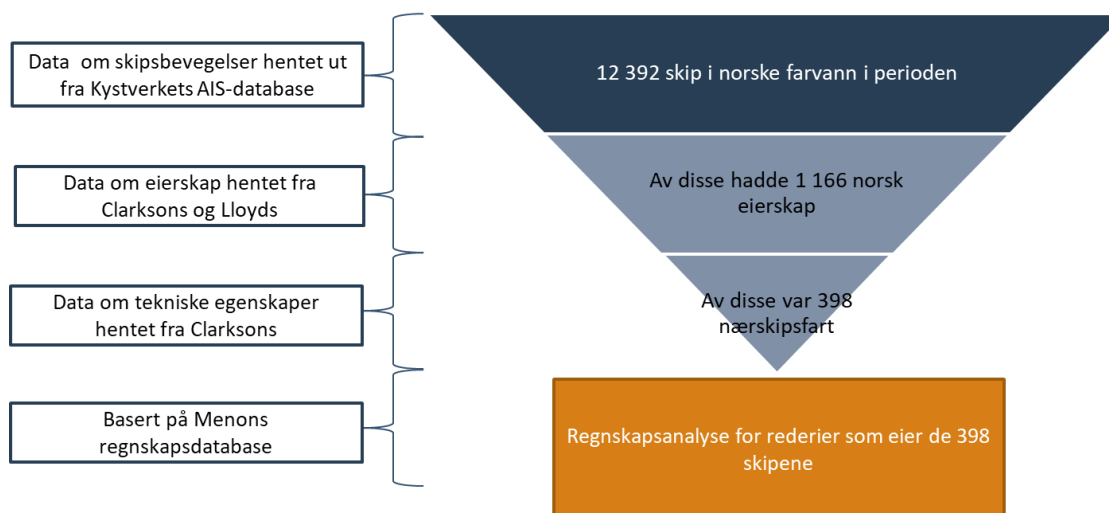 Data  om skipsbevegelser hentet ut
fra Kystverkets AIS-database
12 392 skip i norske farvann i perioden
Data om eierskap hentet fra
Clarksons og Lloyds
Av disse hadde 1 166 norsk
eierskap
Data om tekniske egenskaper
hentet fra Clarksons
Av disse var 398
nærskipsfart
Basert på Menons
regnskapsdatabase
Regnskapsanalyse for rederier som eier de 398
skipene